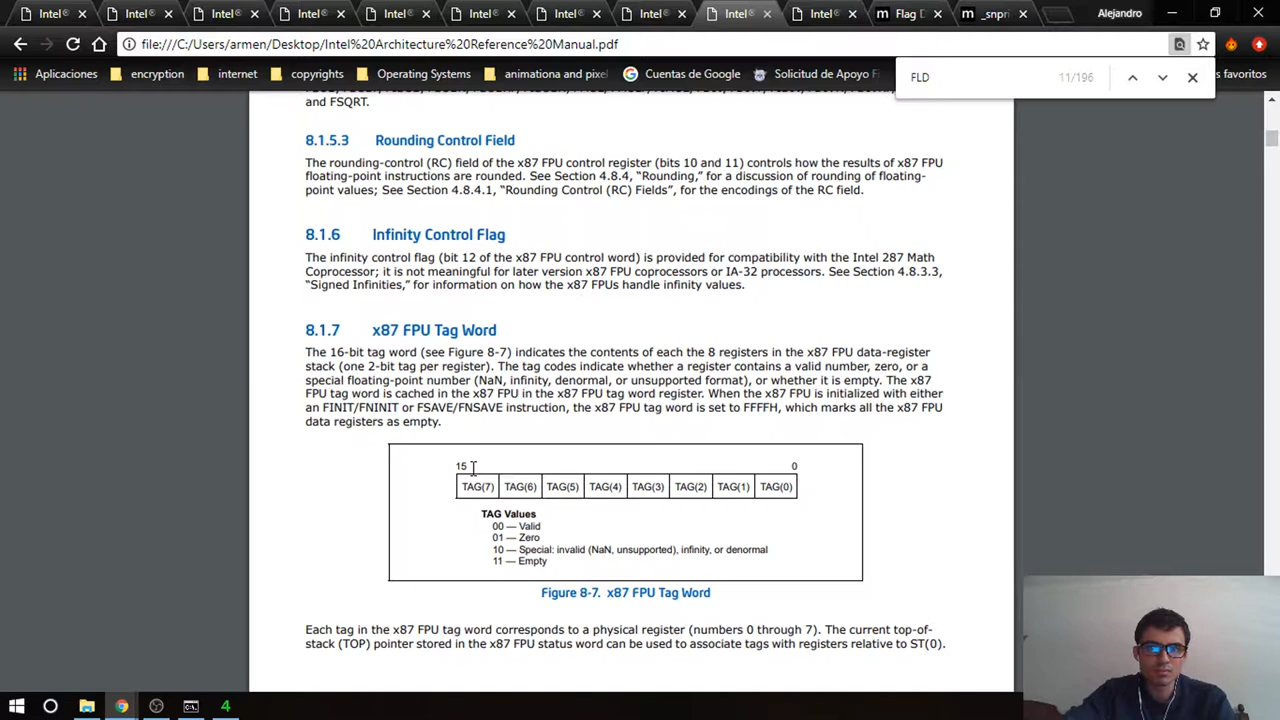 Intel®
Intel®
Intel®
Intel®
Intel®
Intel®
Intel®
Intel®
Intel®
Intel®
Flag D
_snpri
Alejandro
file:///C:/Users/armen/Desktop/Intel%20Architecture%20Reference%20Manual.pdf
Aplicaciones
encryption
internet
copyrights
Operating Systems
animationa and pixel
Cuentas de Google
Solicitud de Apoyo F
s favoritos
FLD
11/196
and FSQRT.
8.1.5.3 Rounding Control Field
The rounding-control (RC) field of the x87 FPU control register (bits 10 and 11) controls how the results of x87 FPU
floating-point instructions are rounded. See Section 4.8.4, “Rounding,” for a discussion of rounding of floating-
point values; See Section 4.8.4.1, “Rounding Control (RC) Fields”, for the encodings of the RC field.
8.1.6 Infinity Control Flag
The infinity control flag (bit 12 of the x87 FPU control word) is provided for compatibility with the Intel 287 Math
Coprocessor; it is not meaningful for later version x87 FPU coprocessors or IA-32 processors. See Section 4.8.3.3,
“Signed Infinities,” for information on how the x87 FPUs handle infinity values.
8.1.7 x87 FPU Tag Word
The 16-bit tag word (see Figure 8-7) indicates the contents of each the 8 registers in the x87 FPU data-register
stack (one 2-bit tag per register). The tag codes indicate whether a register contains a valid number, zero, or a
special floating-point number (NaN, infinity, denormal, or unsupported format), or whether it is empty. The x87
FPU tag word is cached in the x87 FPU in the x87 FPU tag word register. When the x87 FPU is initialized with either
an FINIT/FNINIT or FSAVE/FNSAVE instruction, the x87 FPU tag word is set to FFFFH, which marks all the x87 FPU
data registers as empty.
15 0
TAG(7) TAG(6) TAG(5) TAG(4) TAG(3) TAG(2) TAG(1) TAG(0)
TAG Values
00 — Valid
01 — Zero
10 — Special: invalid (NaN, unsupported), infinity, or denormal
11 — Empty
Figure 8-7. x87 FPU Tag Word
Each tag in the x87 FPU tag word corresponds to a physical register (numbers 0 through 7). The current top-of-
stack (TOP) pointer stored in the x87 FPU status word can be used to associate tags with registers relative to ST(0).